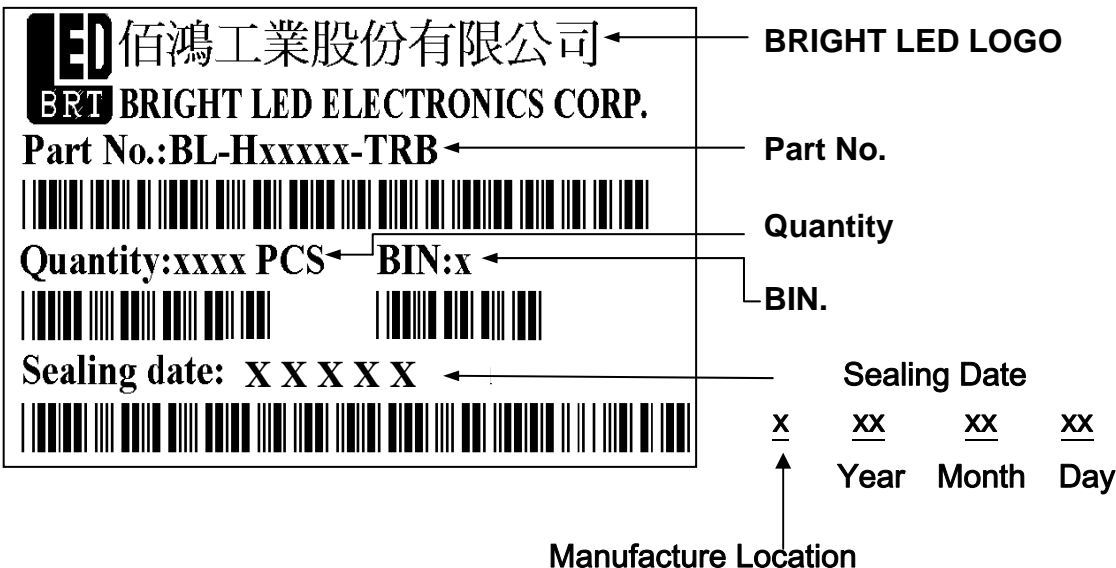 LED 佰鴻工業股份有限公司 BRIGHT LED LOGO
BRT BRIGHT LED ELECTRONICS CORP.
Part No.:BL-Hxxxxx-TRB Part No.
Quantity
Quantity:xxxx PCS BIN:x
BIN.
Sealing date: X X X X X Sealing Date
x xx xx xx
Year Month Day
Manufacture Location